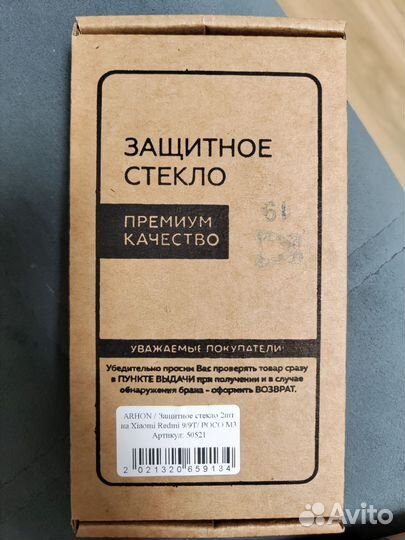 ЗАЩИТНОЕ
СТЕКЛО
ПРЕМИУМ
КАЧЕСТВО
УВАЖАЕМЫЕ ПОКУПАТЕЛИ
Убедительно просим Вас проверять товар сразу
в ПУНКТЕ ВЫДАЧИ при получении и в случае
обнаружения брака - оформить ВОЗВРАТ.
ARHON / Защитное стекло 2шт
на Xiaomi Redmi 9/9T/ POCO M3
Артикул: 50521
2 021320 659134
Avito